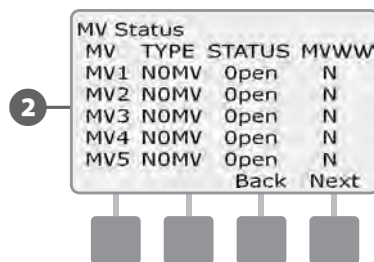 MV Status
MV TYPE STATUS MVWW
MV1 NOMV Open N
MV2 NOMV Open N
MV3 NOMV Open N
MV4 NOMV Open N
MV5 NOMV Open N
Back Next
2